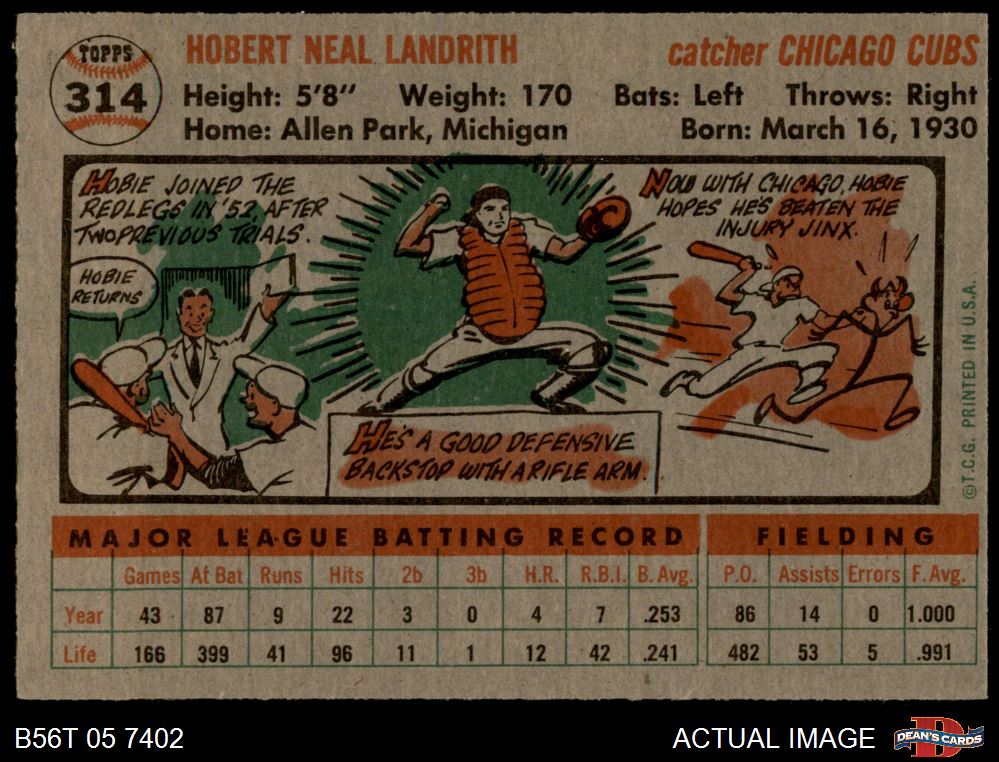 TOPPS
314
HOBERT NEAL LANDRITH
catcher CHICAGO CUBS
Height: 5'8" Weight: 170 Bats: Left Throws: Right
Home: Allen Park, Michigan Born: March 16, 1930
HOBIE JOINED THE
REDLEGS IN '52, AFTER
TWO PREVIOUS TRIALS.
HOBIE
RETURNS
HE'S A GOOD DEFENSIVE
BACKSTOP WITH A RIFLE ARM.
NOW WITH CHICAGO, HOBIE
HOPES HE'S BEATEN THE
INJURY JINX.
©T.C.G. PRINTED IN U.S.A.
MAJOR LEAGUE BATTING RECORD FIELDING
Games At Bat Runs Hits 2b 3b H.R. R.B.I. B. Avg. P.O. Assists Errors F. Avg.
Year 43 87 9 22 3 0 4 7 .253 86 14 0 1.000
Life 166 399 41 96 11 1 12 42 .241 482 53 5 .991
B56T 05 7402
ACTUAL IMAGE
DEAN'S CARDS